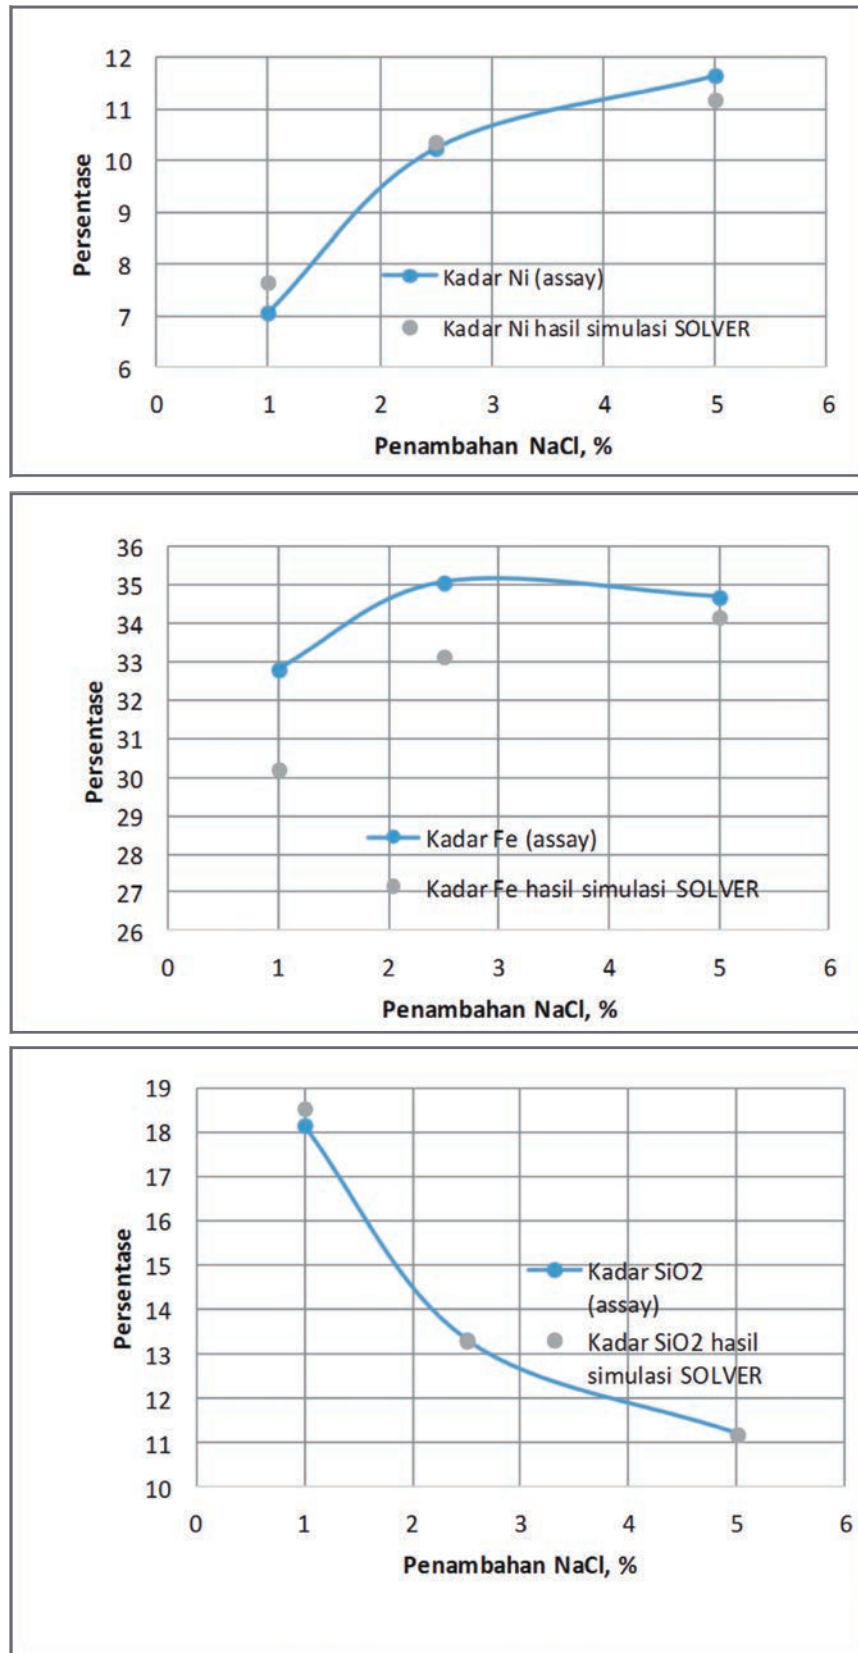 12
11
10
9
8
7
6
Persentase
Kadar Ni (assay)
Kadar Ni hasil simulasi SOLVER
0 1 2 3 4 5 6
Penambahan NaCl, %
36
35
34
33
32
31
30
29
28
27
26
Persentase
Kadar Fe (assay)
Kadar Fe hasil simulasi SOLVER
0 1 2 3 4 5 6
Penambahan NaCl, %
19
18
17
16
15
14
13
12
11
10
Persentase
Kadar SiO2
(assay)
Kadar SiO2 hasil
simulasi SOLVER
0 1 2 3 4 5 6
Penambahan NaCl, %